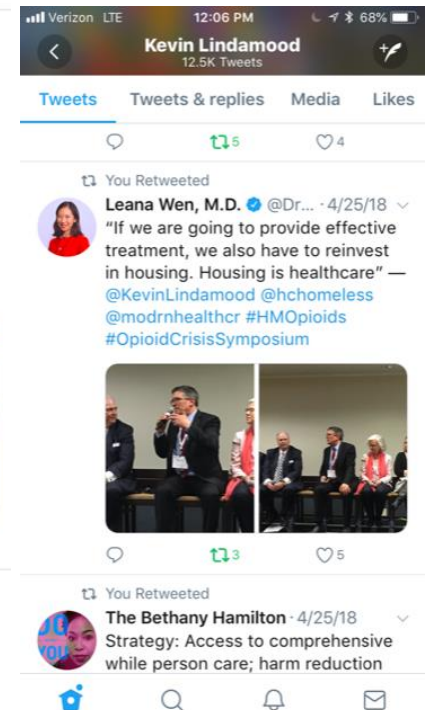 Verizon LTE 12:06 PM 68%
Kevin Lindamood
12.5K Tweets
Tweets Tweets & replies Media Likes
5 4
You Retweeted
Leana Wen, M.D. @Dr... · 4/25/18
“If we are going to provide effective
treatment, we also have to reinvest
in housing. Housing is healthcare” —
@KevinLindamood @hchomeless
@modrnhealthcr #HMOpioids
#OpioidCrisisSymposium
3 5
You Retweeted
The Bethany Hamilton · 4/25/18
Strategy: Access to comprehensive
while person care; harm reduction